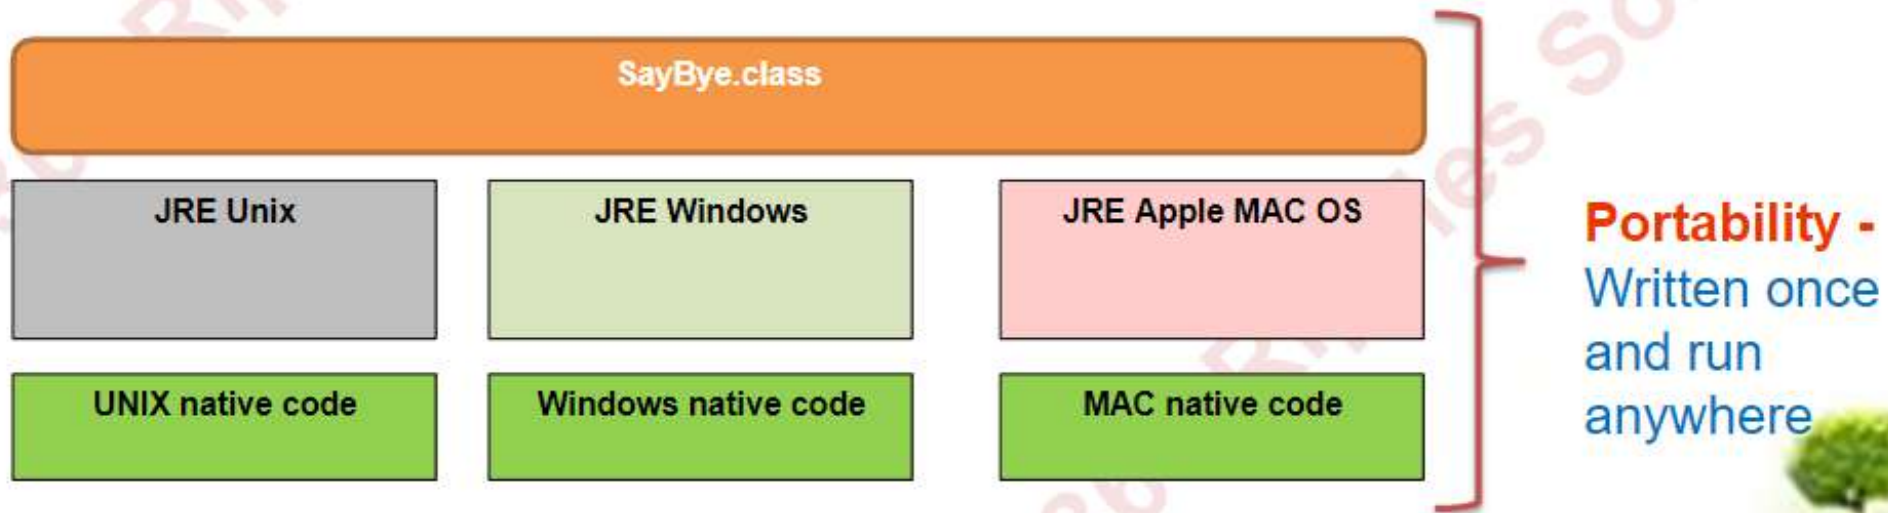 SayBye.class
JRE Unix
JRE Windows
JRE Apple MAC OS
UNIX native code
Windows native code
MAC native code
Portability -
Written once
and run
anywhere